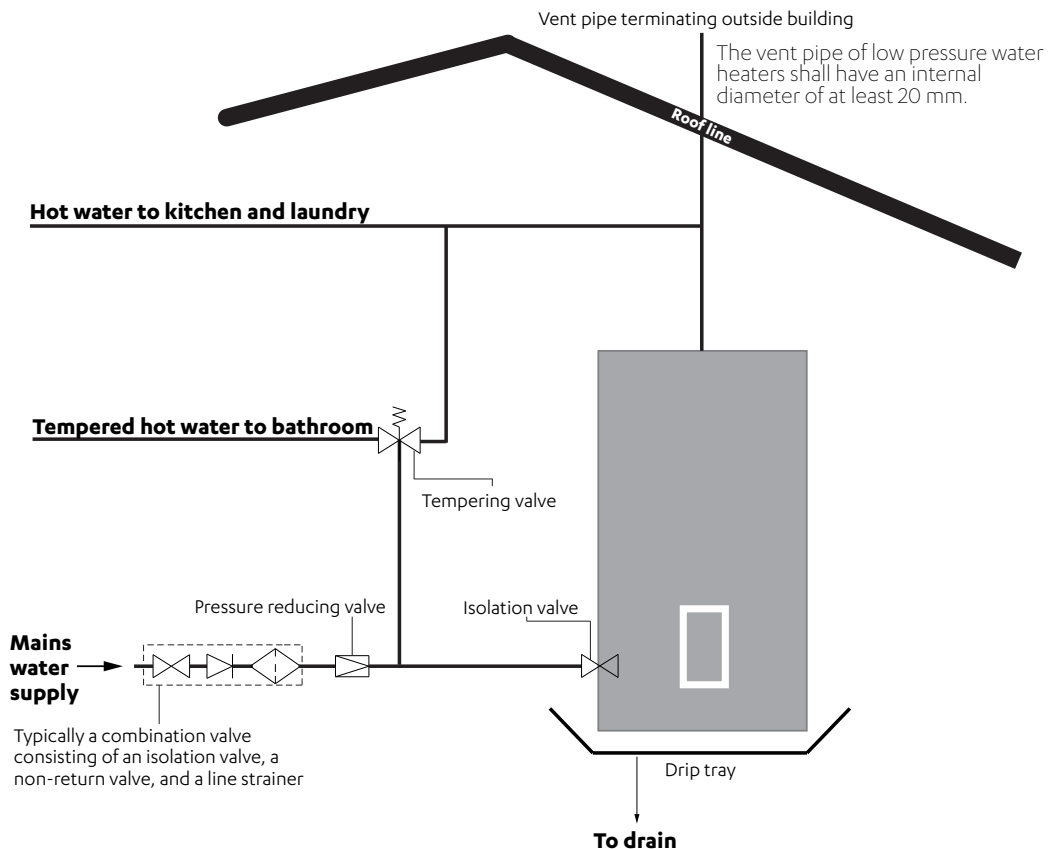 Vent pipe terminating outside building
The vent pipe of low pressure water
heaters shall have an internal
diameter of at least 20 mm.
Roof line
Hot water to kitchen and laundry
Tempered hot water to bathroom
Tempering valve
Pressure reducing valve
Isolation valve
Mains
water
supply
Typically a combination valve
consisting of an isolation valve, a
non-return valve, and a line strainer
Drip tray
To drain